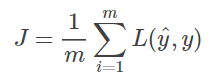 J = \frac{1}{m} \sum_{i=1}^{m} L(\hat{y}, y)